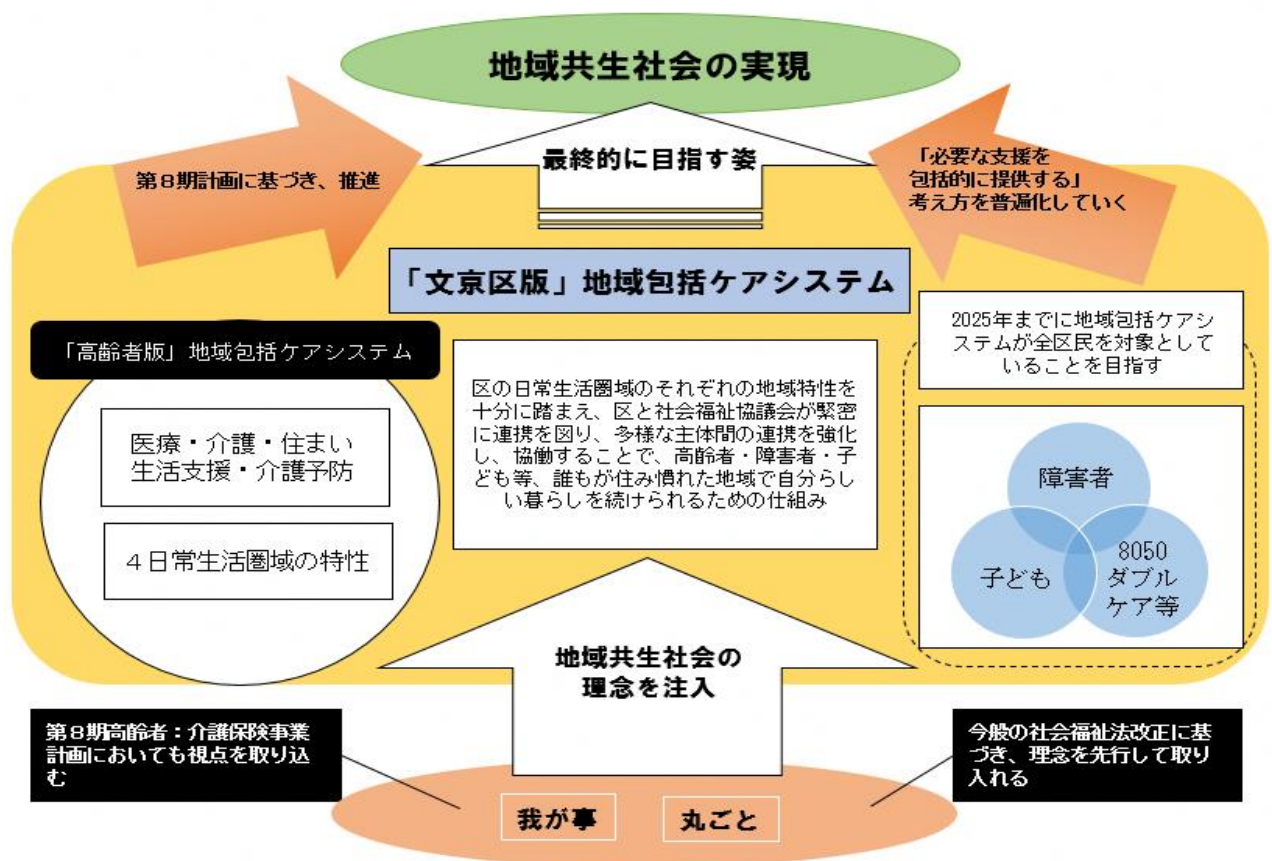 地域共生社会の実現
最終的に目指す姿
第8期計画に基づき、推進
「必要な支援を
包括的に提供する」
考え方を普遍化していく
「文京区版」地域包括ケアシステム
「高齢者版」地域包括ケアシステム
医療・介護・住まい
生活支援・介護予防
4日常生活圏域の特性
区の日常生活圏域のそれぞれの地域特性を
十分に踏まえ、区と社会福祉協議会が緊密
に連携を図り、多様な主体間の連携を強化
し、協働することで、高齢者・障害者・子
ども等、誰もが住み慣れた地域で自分らし
い暮らしを続けられるための仕組み
2025年までに地域包括ケアシ
ステムが全区民を対象として
いることを目指す
障害者
子ども
8050
ダブル
ケア等
地域共生社会の
理念を注入
第8期高齢者：介護保険事業
計画においても視点を取り込
む
今般の社会福祉法改正に基
づき、理念を先行して取り
入れる
我が事
丸ごと